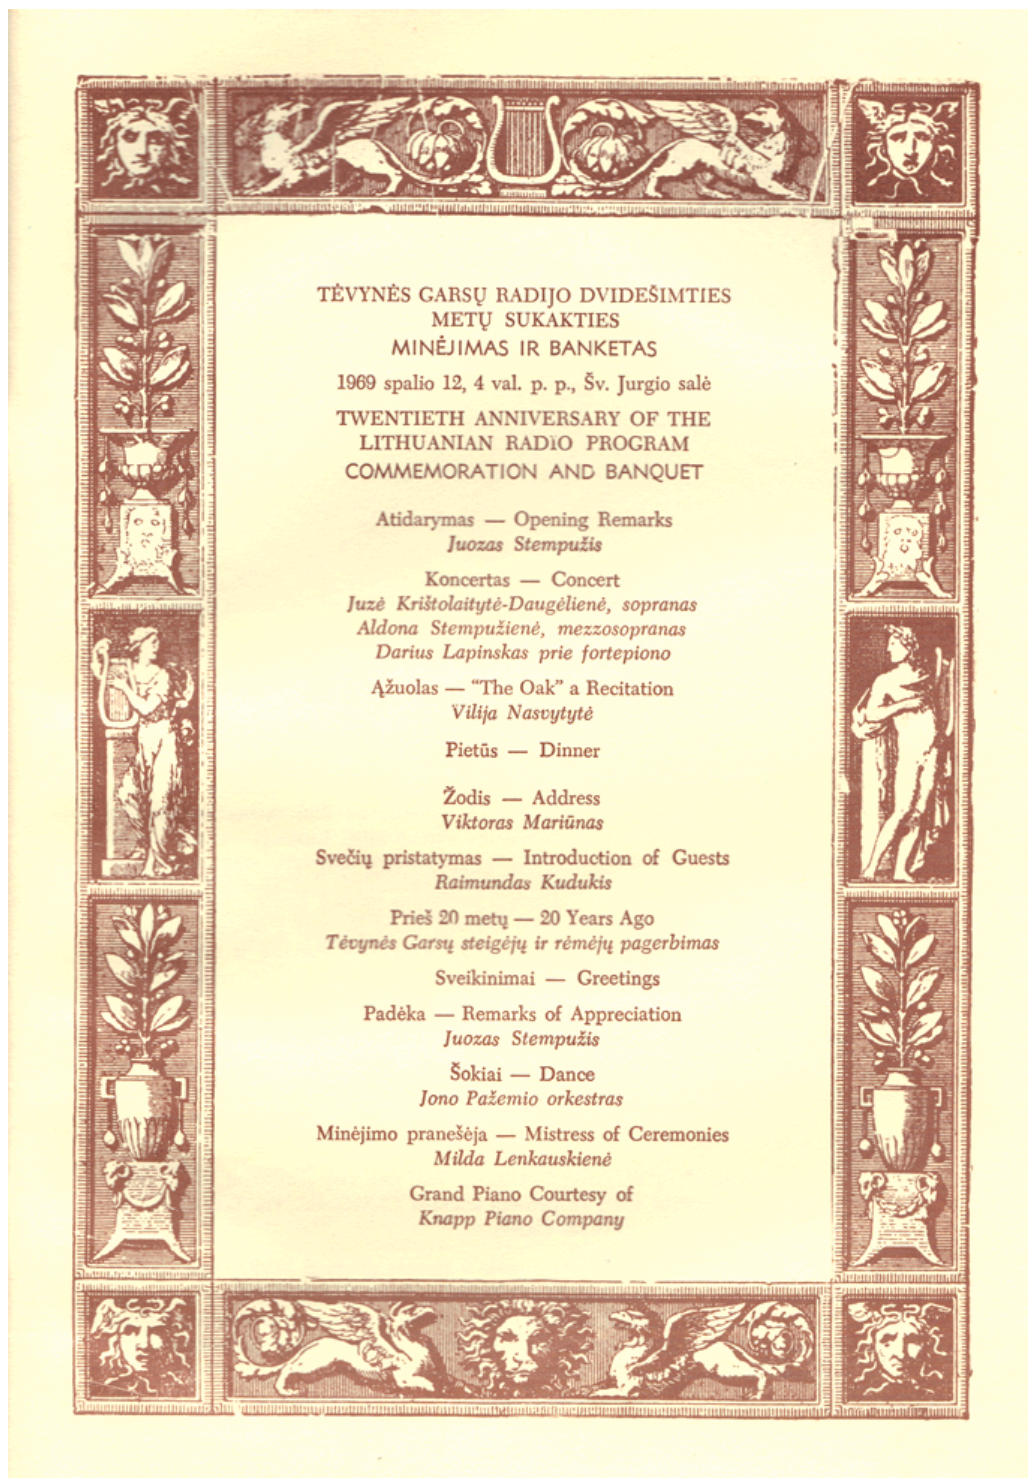 TĖVYNĖS GARSŲ RADIJO DVIDEŠIMTIES
METŲ SUKAKTIES
MINĖJIMAS IR BANKETAS
1969 spalio 12, 4 val. p. p., Šv. Jurgio salė
TWENTIETH ANNIVERSARY OF THE
LITHUANIAN RADIO PROGRAM
COMMEMORATION AND BANQUET
Atidarymas — Opening Remarks
Juozas Stempužis
Koncertas — Concert
Juzė Krištolaitytė-Daugėlienė, sopranas
Aldona Stempužienė, mezzosopranas
Darius Lapinskas prie fortepiono
Ąžuolas — “The Oak” a Recitation
Vilija Nasvytytė
Pietūs — Dinner
Žodis — Address
Viktoras Mariūnas
Svečių pristatymas — Introduction of Guests
Raimundas Kudukis
Prieš 20 metų — 20 Years Ago
Tėvynės Garsų steigėjų ir rėmėjų pagerbimas
Sveikinimai — Greetings
Padėka — Remarks of Appreciation
Juozas Stempužis
Šokiai — Dance
Jono Pažemio orkestras
Minėjimo pranešėja — Mistress of Ceremonies
Milda Lenkauskienė
Grand Piano Courtesy of
Knapp Piano Company